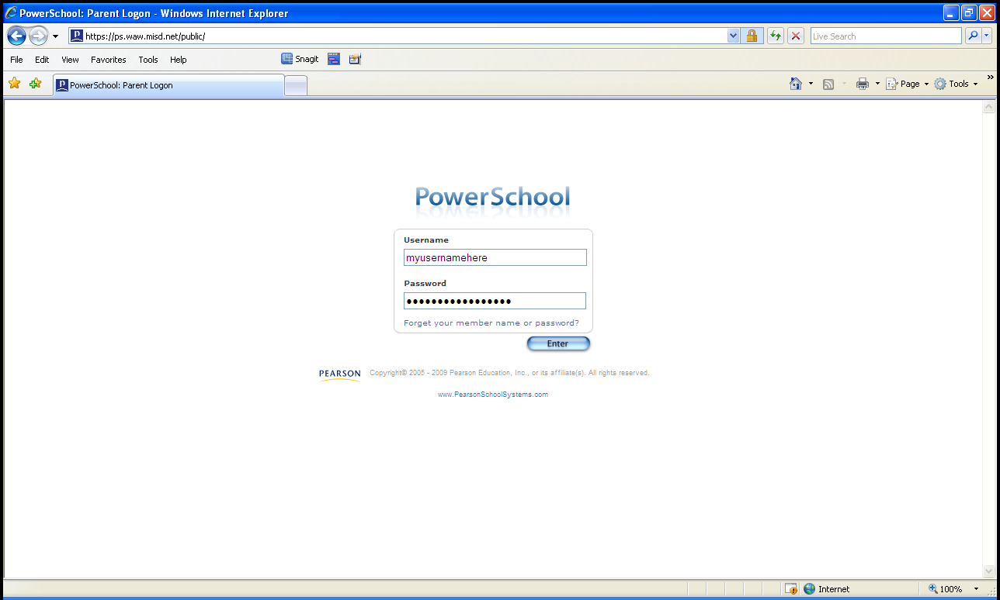 PowerSchool: Parent Logon - Windows Internet Explorer
https://ps.waw.misd.net/public/
Live Search
File Edit View Favorites Tools Help Snagit
PowerSchool: Parent Logon
Page Tools
PowerSchool
Username
myusernamehere
Password
•••••••••••••••••
Forget your member name or password?
Enter
PEARSON Copyright© 2005 - 2009 Pearson Education, Inc., or its affiliate(s). All rights reserved.
www.PearsonSchoolSystems.com
Internet 100%